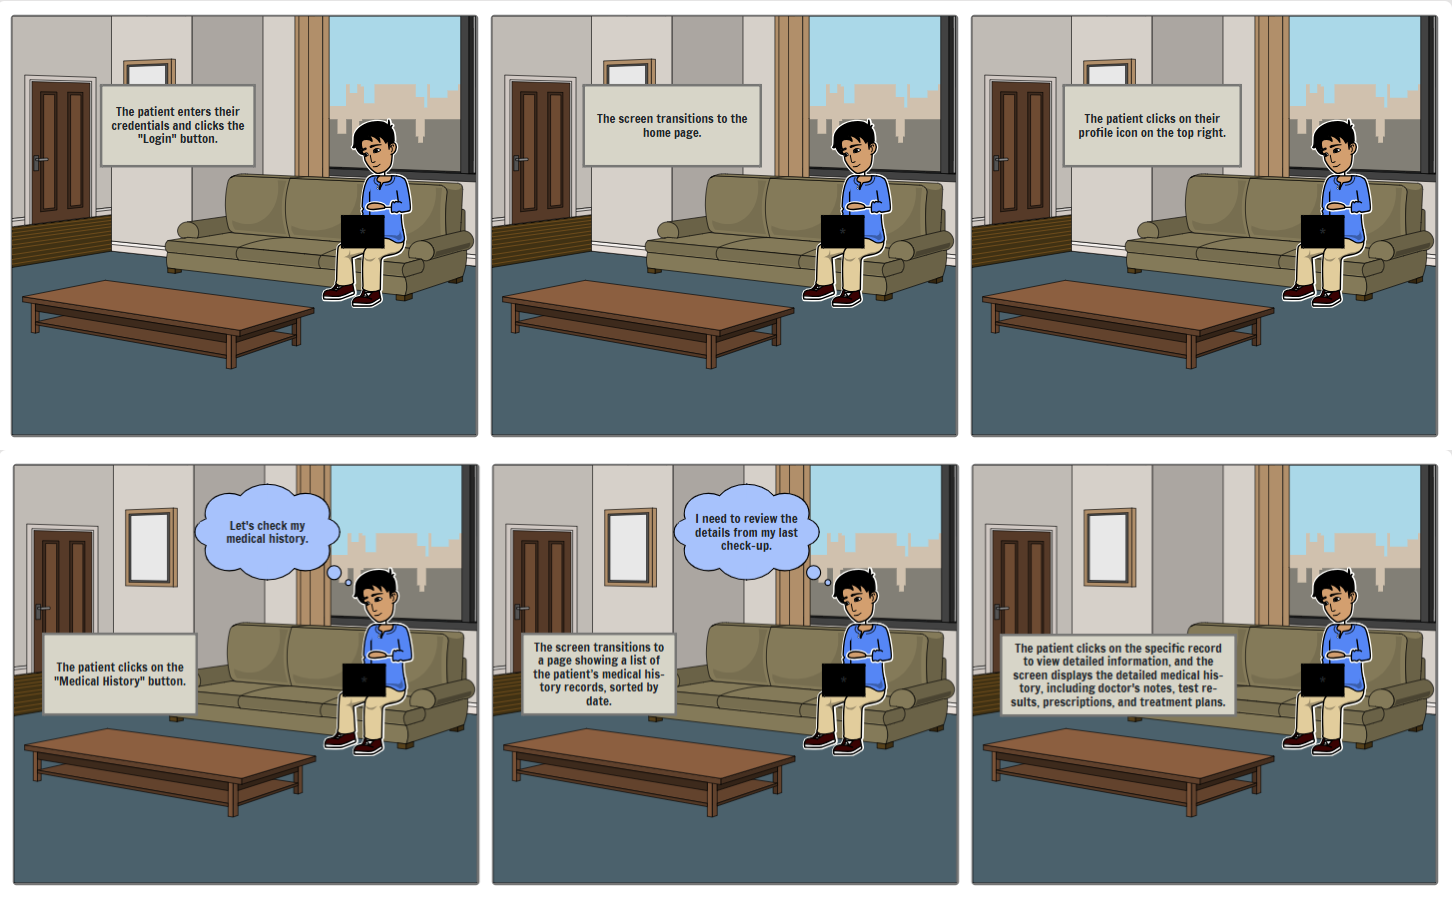 The patient enters their
credentials and clicks the
"Login" button.
The screen transitions to the
home page.
The patient clicks on their
profile icon on the top right.
Let's check my
medical history.
The patient clicks on the
"Medical History" button.
I need to review the
details from my last
check-up.
The screen transitions to
a page showing a list of
the patient's medical his-
tory records, sorted by
date.
The patient clicks on the specific record
to view detailed information, and the
screen displays the detailed medical his-
tory, including doctor's notes, test re-
sults, prescriptions, and treatment plans.